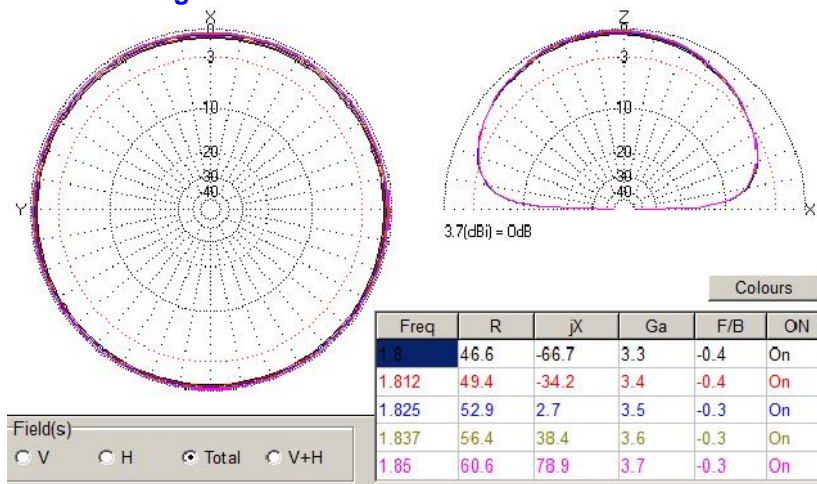 X
0
3
10
20
30
40
Y
Z
0
3
10
20
30
40
X
3.7(dBi) = 0dB
Colours
Freq R jX Ga F/B ON
1.8 46.6 -66.7 3.3 -0.4 On
1.812 49.4 -34.2 3.4 -0.4 On
1.825 52.9 2.7 3.5 -0.3 On
1.837 56.4 38.4 3.6 -0.3 On
1.85 60.6 78.9 3.7 -0.3 On
Field(s)
V H Total V+H